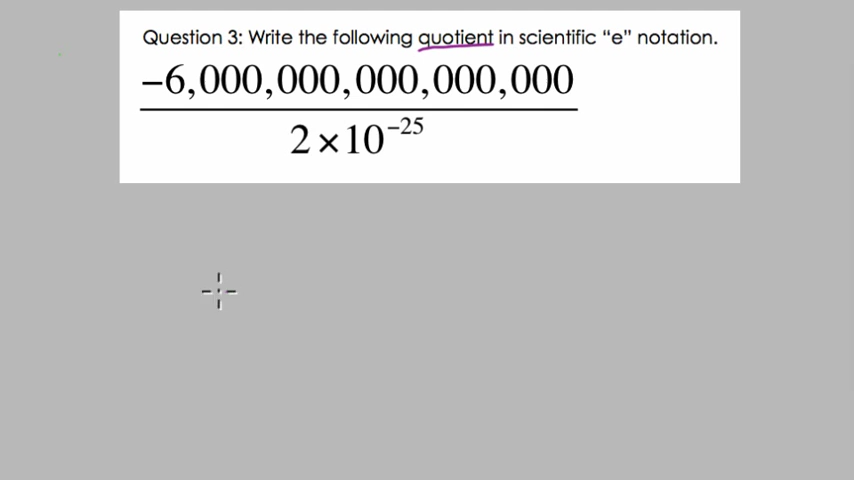 Question 3: Write the following quotient in scientific “e” notation.
−6,000,000,000,000,000
2×10⁻²⁵